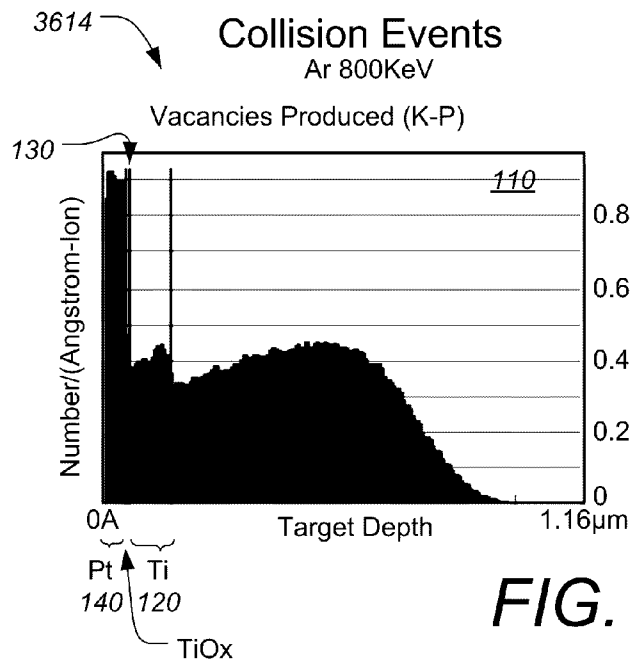 3614
Collision Events
Ar 800KeV
Vacancies Produced (K-P)
130
110
Number/(Angstrom-Ion)
0.8
0.6
0.4
0.2
0
0A
Target Depth
1.16µm
Pt
Ti
140
120
TiOx
FIG.